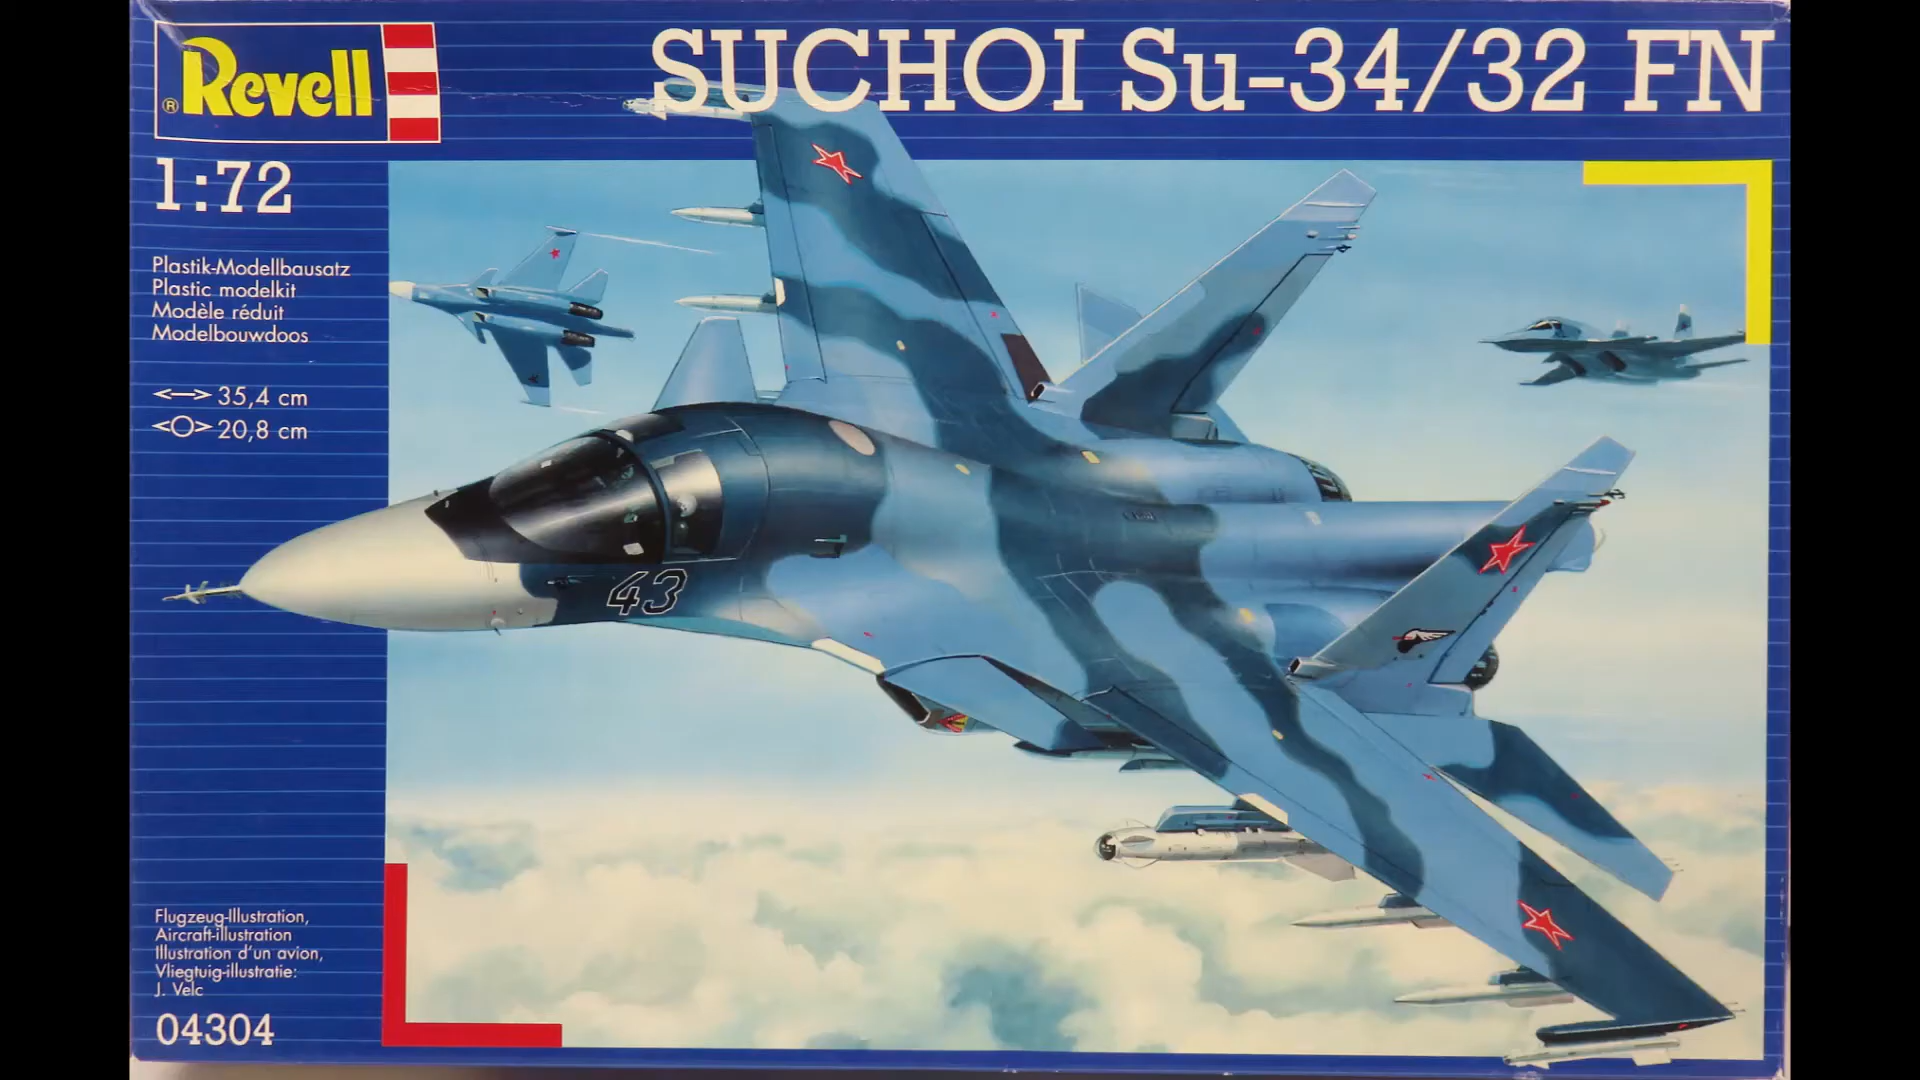 ® Revell
SUCHOI Su-34/32 FN
1:72
Plastik-Modellbausatz
Plastic modelkit
Modèle réduit
Modelbouwdoos
<—> 35,4 cm
<O> 20,8 cm
43
Flugzeug-Illustration,
Aircraft-illustration
Illustration d'un avion,
Vliegtuig-illustratie:
J. Velc
04304